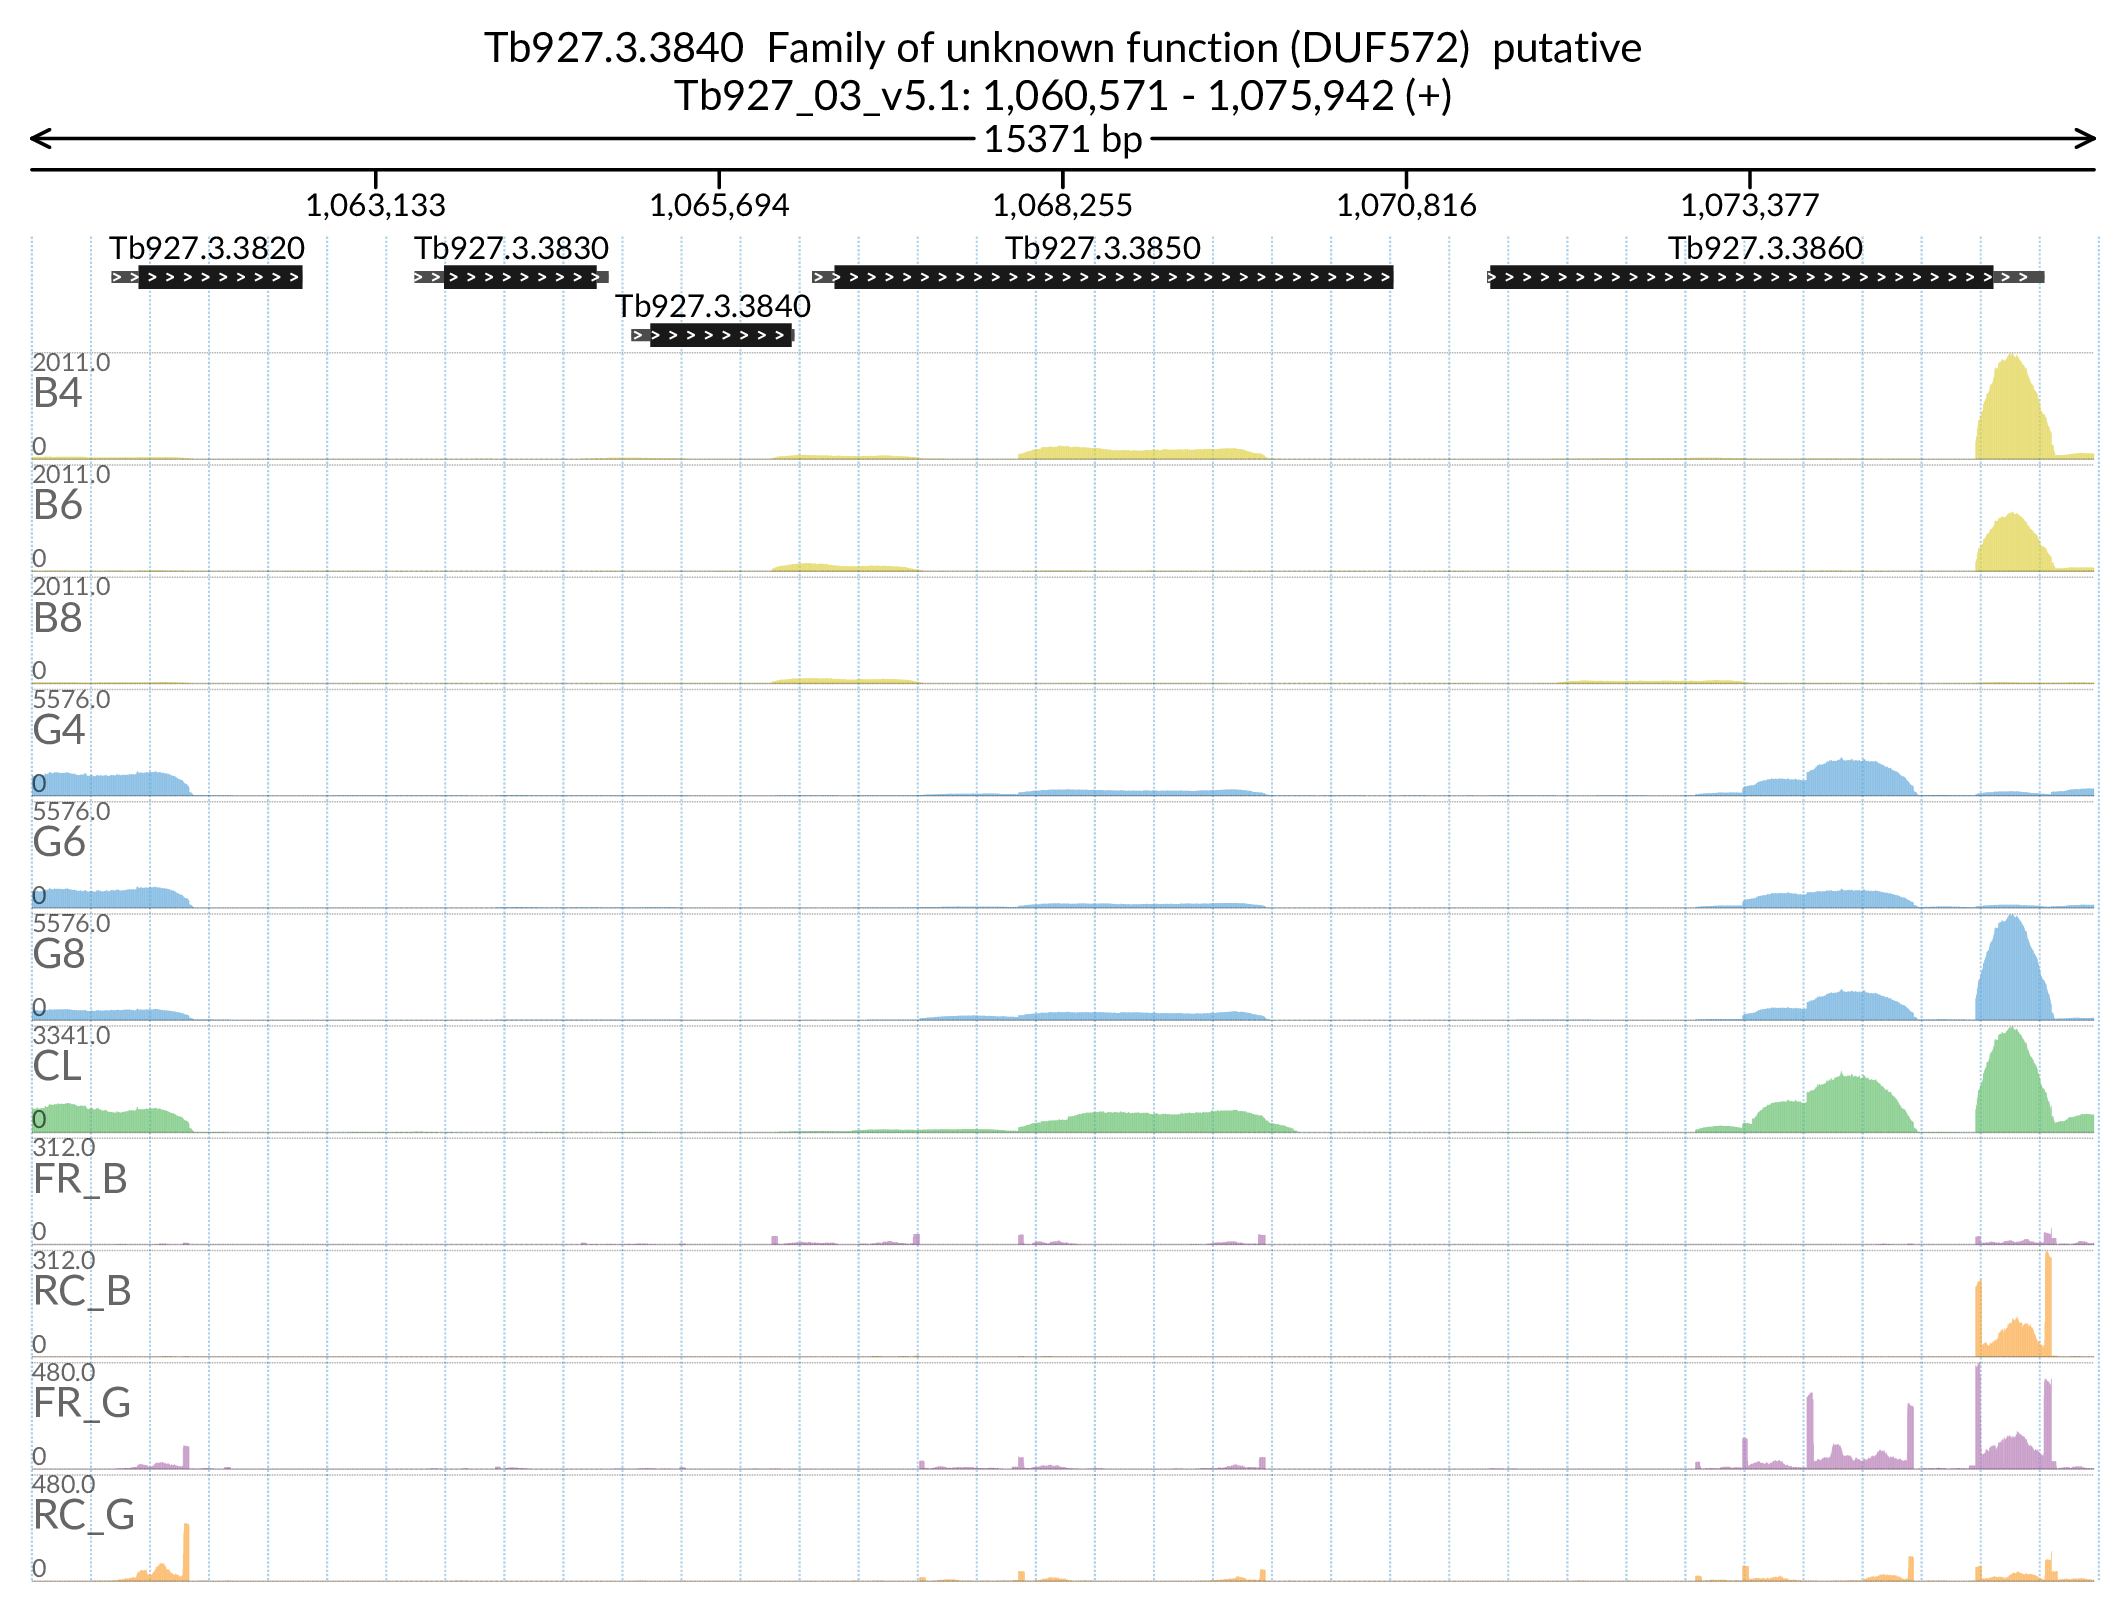 Tb927.3.3840  Family of unknown function (DUF572)  putative
Tb927_03_v5.1: 1,060,571 - 1,075,942 (+)
15371 bp
1,063,133 1,065,694 1,068,255 1,070,816 1,073,377
Tb927.3.3820 Tb927.3.3830 Tb927.3.3850 Tb927.3.3860
Tb927.3.3840
2011.0
B4
0
2011.0
B6
0
2011.0
B8
0
5576.0
G4
0
5576.0
G6
0
5576.0
G8
0
3341.0
CL
0
312.0
FR_B
0
312.0
RC_B
0
480.0
FR_G
0
480.0
RC_G
0